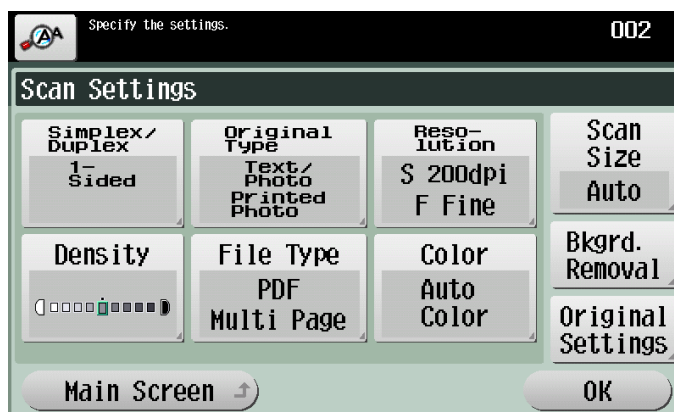 Specify the settings.
002
Scan Settings
Simplex/
Duplex
1-
Sided
Original
Type
Text/
Photo
Printed
Photo
Reso-
lution
S 200dpi
F Fine
Scan
Size
Auto
Density
File Type
PDF
Multi Page
Color
Auto
Color
Bkgrd.
Removal
Original
Settings
Main Screen
OK